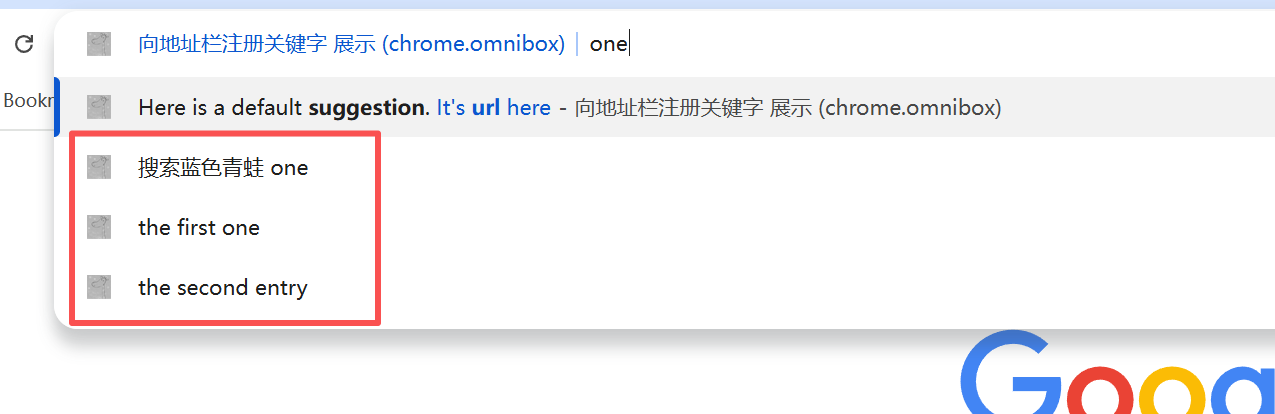 向地址栏注册关键字 展示 (chrome.omnibox) | one
Bookr
Here is a default suggestion. It's url here - 向地址栏注册关键字 展示 (chrome.omnibox)
搜索蓝色青蛙 one
the first one
the second entry
Googl